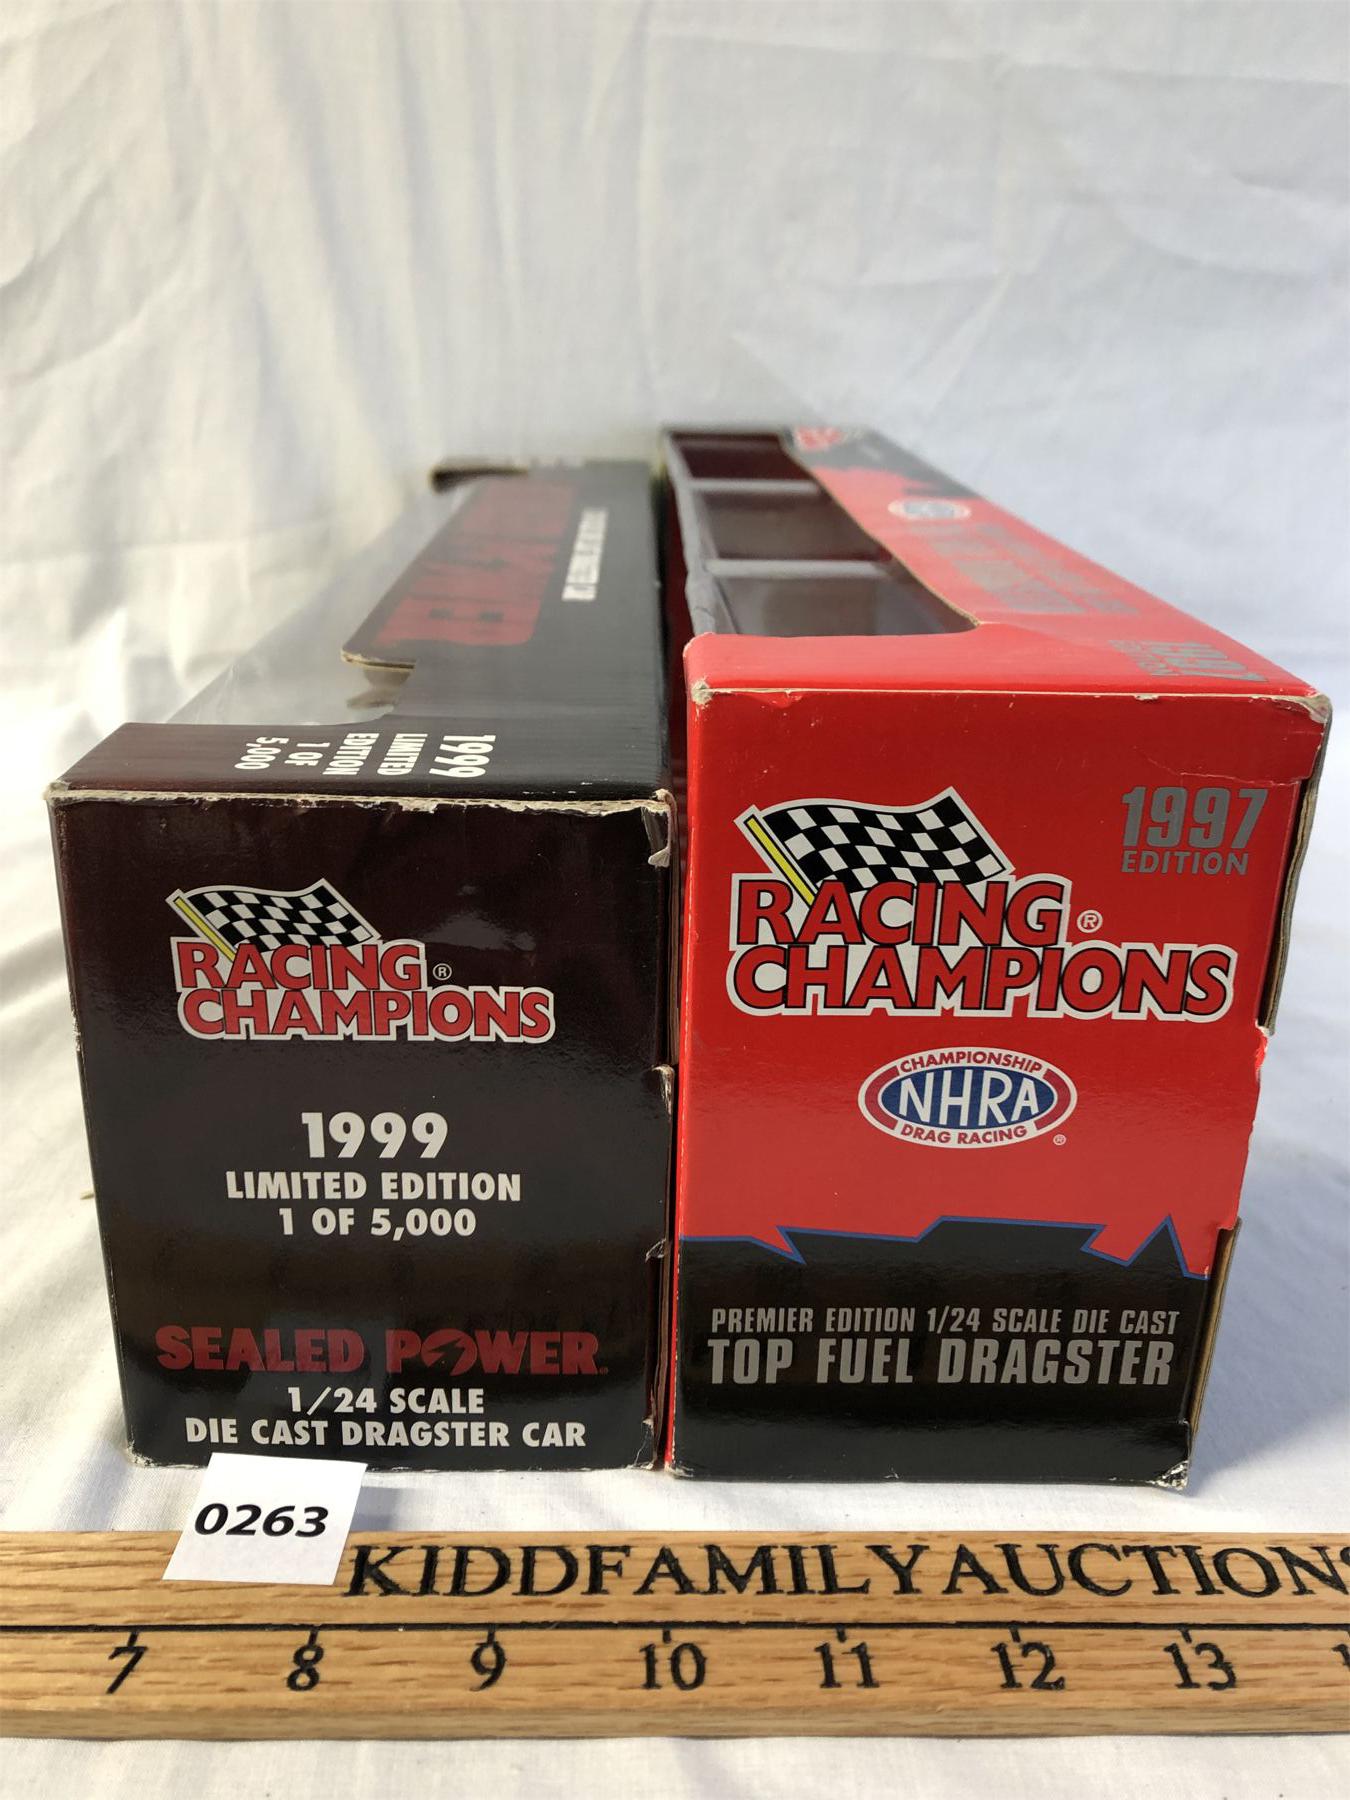 1999
LIMITED
EDITION
1 OF
5,000
RACING ®
CHAMPIONS
1999
LIMITED EDITION
1 OF 5,000
SEALED POWER
1/24 SCALE
DIE CAST DRAGSTER CAR
1997
1997
EDITION
RACING ®
CHAMPIONS
CHAMPIONSHIP
NHRA
DRAG RACING ®
PREMIER EDITION 1/24 SCALE DIE CAST
TOP FUEL DRAGSTER
0263
KIDDFAMILYAUCTIONS
7 8 9 10 11 12 13